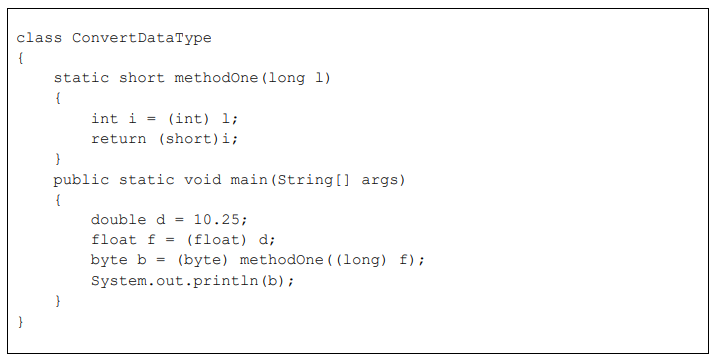 class ConvertDataType
{
    static short methodOne(long l)
    {
        int i = (int) l;
        return (short)i;
    }
    public static void main(String[] args)
    {
        double d = 10.25;
        float f = (float) d;
        byte b = (byte) methodOne((long) f);
        System.out.println(b);
    }
}